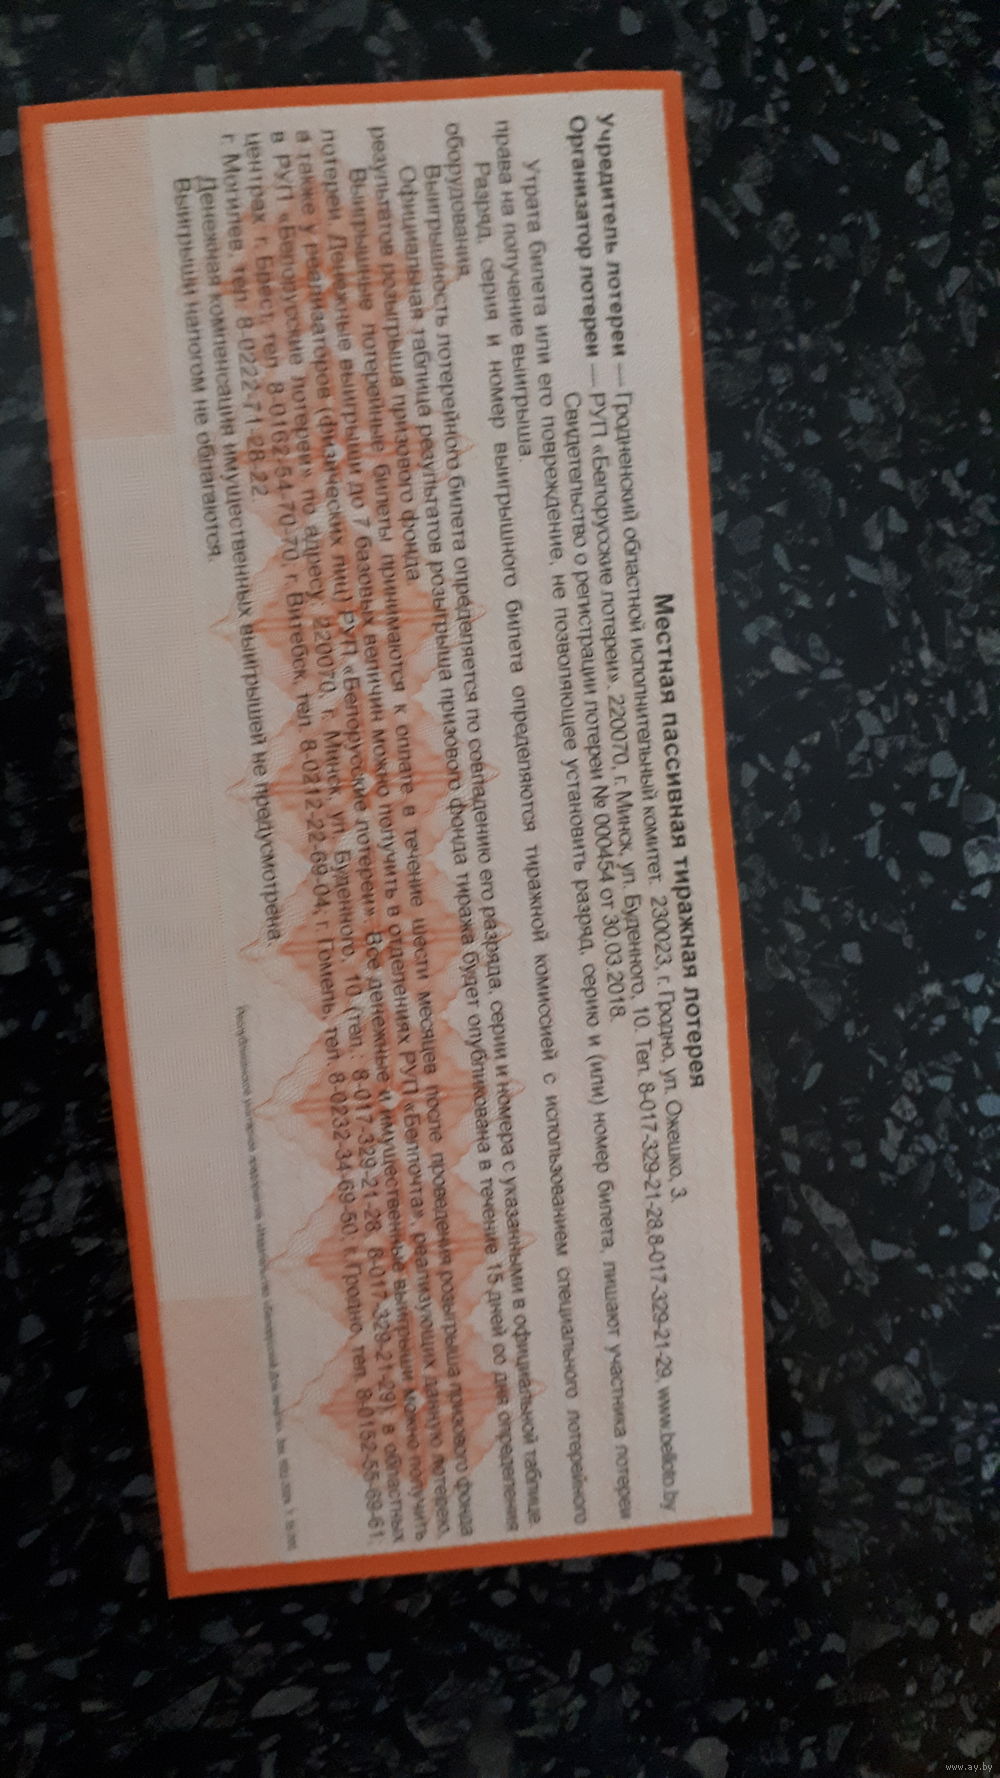 Местная пассивная тиражная лотерея
Учредитель лотереи — Гродненский областной исполнительный комитет. 230023, г. Гродно, ул. Ожешко, 3.
Организатор лотереи — РУП «Белорусские лотереи». 220070, г. Минск, ул. Буденного, 10. Тел. 8-017-329-21-28,8-017-329-21-29, www.belloto.by
Свидетельство о регистрации лотереи № 000454 от 30.03.2018.
Утрата билета или его повреждение, не позволяющее установить разряд, серию и (или) номер билета, лишают участника лотереи
права на получение выигрыша.
Разряд, серия и номер выигрышного билета определяются тиражной комиссией с использованием специального лотерейного
оборудования.
Выигрышность лотерейного билета определяется по совпадению его разряда, серии и номера с указанными в официальной таблице.
Официальная таблица результатов розыгрыша призового фонда тиража будет опубликована в течение 15 дней со дня определения
результатов розыгрыша призового фонда.
Выигрышные лотерейные билеты принимаются к оплате в течение шести месяцев после проведения розыгрыша призового фонда
лотереи. Денежные выигрыши до 7 базовых величин можно получить в отделениях РУП «Белпочта», реализующих данную лотерею,
а также у реализаторов (физических лиц) РУП «Белорусские лотереи». Все денежные и имущественные выигрыши можно получить
в РУП «Белорусские лотереи» по адресу: 220070, г. Минск, ул. Буденного, 10 (тел.: 8-017-329-21-28, 8-017-329-21-29), в областных
центрах: г. Брест, тел. 8-0162-54-70-70, г. Витебск, тел. 8-0212-22-69-04, г. Гомель, тел. 8-0232-34-69-50, г. Гродно, тел. 8-0152-55-69-61,
г. Могилев, тел. 8-0222-71-28-22.
Денежная компенсация имущественных выигрышей не предусмотрена.
Выигрыши налогом не облагаются.
www.ay.by